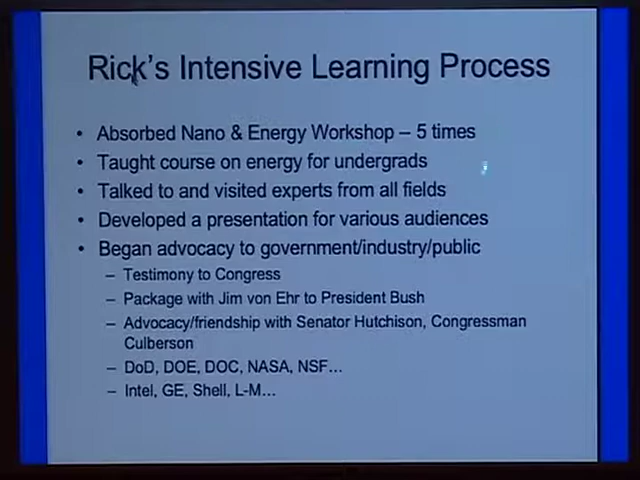 Rick's Intensive Learning Process
• Absorbed Nano & Energy Workshop – 5 times
• Taught course on energy for undergrads
• Talked to and visited experts from all fields
• Developed a presentation for various audiences
• Began advocacy to government/industry/public
– Testimony to Congress
– Package with Jim von Ehr to President Bush
– Advocacy/friendship with Senator Hutchison, Congressman
Culberson
– DoD, DOE, DOC, NASA, NSF…
– Intel, GE, Shell, L-M…